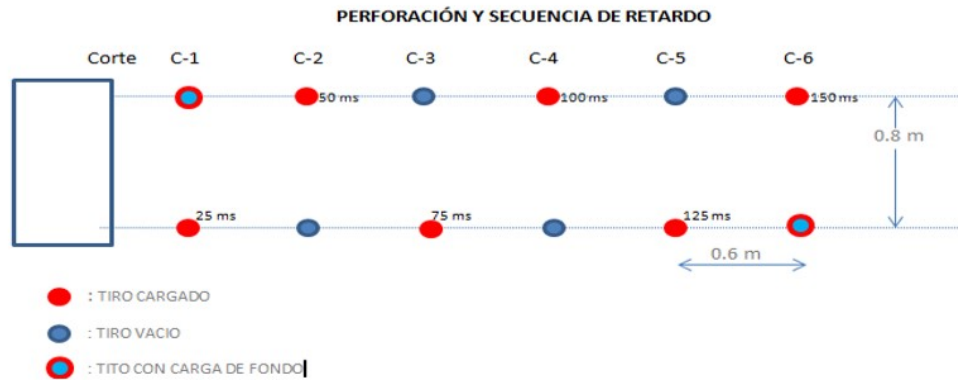 PERFORACIÓN Y SECUENCIA DE RETARDO
Corte C-1 C-2 C-3 C-4 C-5 C-6
50 ms 100 ms 150 ms
0.8 m
25 ms 75 ms 125 ms
0.6 m
: TIRO CARGADO
: TIRO VACIO
: TITO CON CARGA DE FONDO